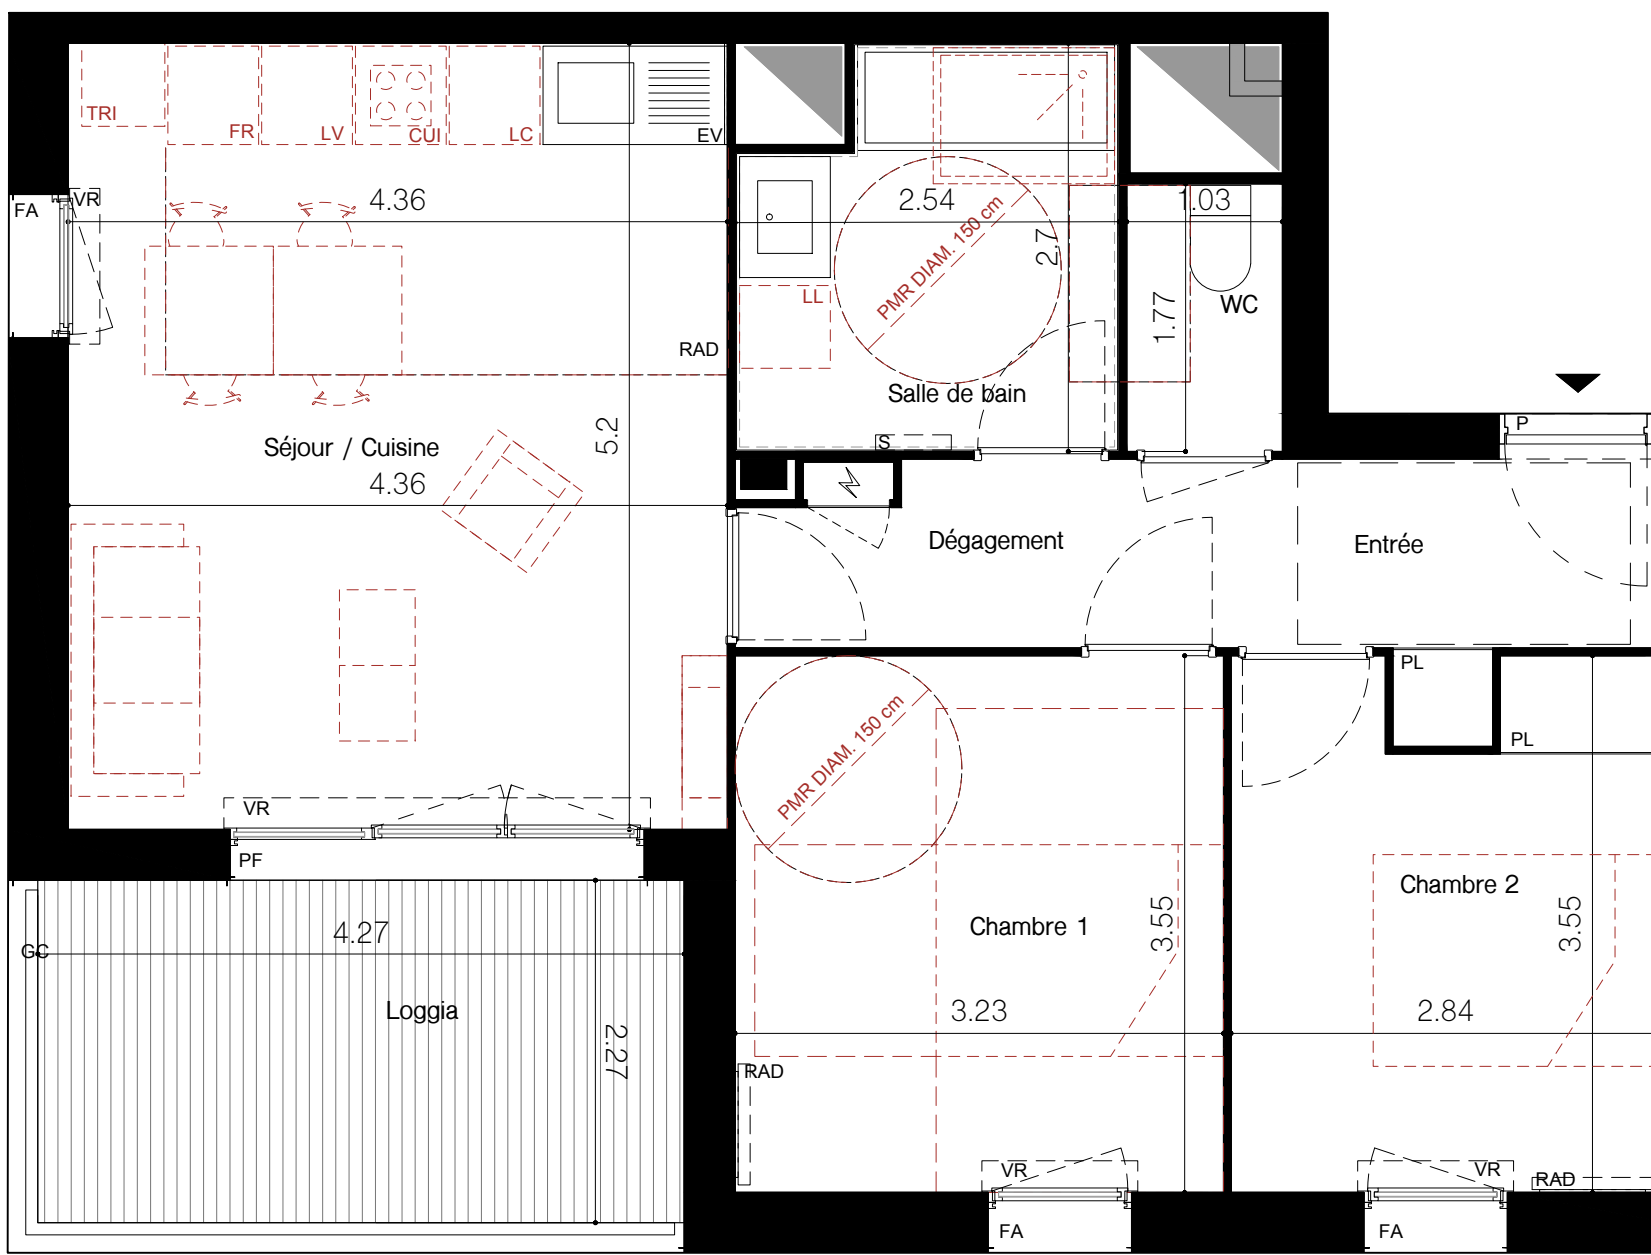 TRI
FR
LV
CUI
LC
EV
FA
VR
4.36
2.54
1.03
PMR DIAM. 150 cm
2.7
1.77
WC
LL
RAD
Salle de bain
S
P
Séjour / Cuisine
4.36
5.2
Dégagement
Entrée
PL
PL
VR
PF
PMR DIAM. 150 cm
Chambre 1
3.55
Chambre 2
3.55
4.27
GC
Loggia
2.27
3.23
2.84
RAD
VR
VR
RAD
FA
FA